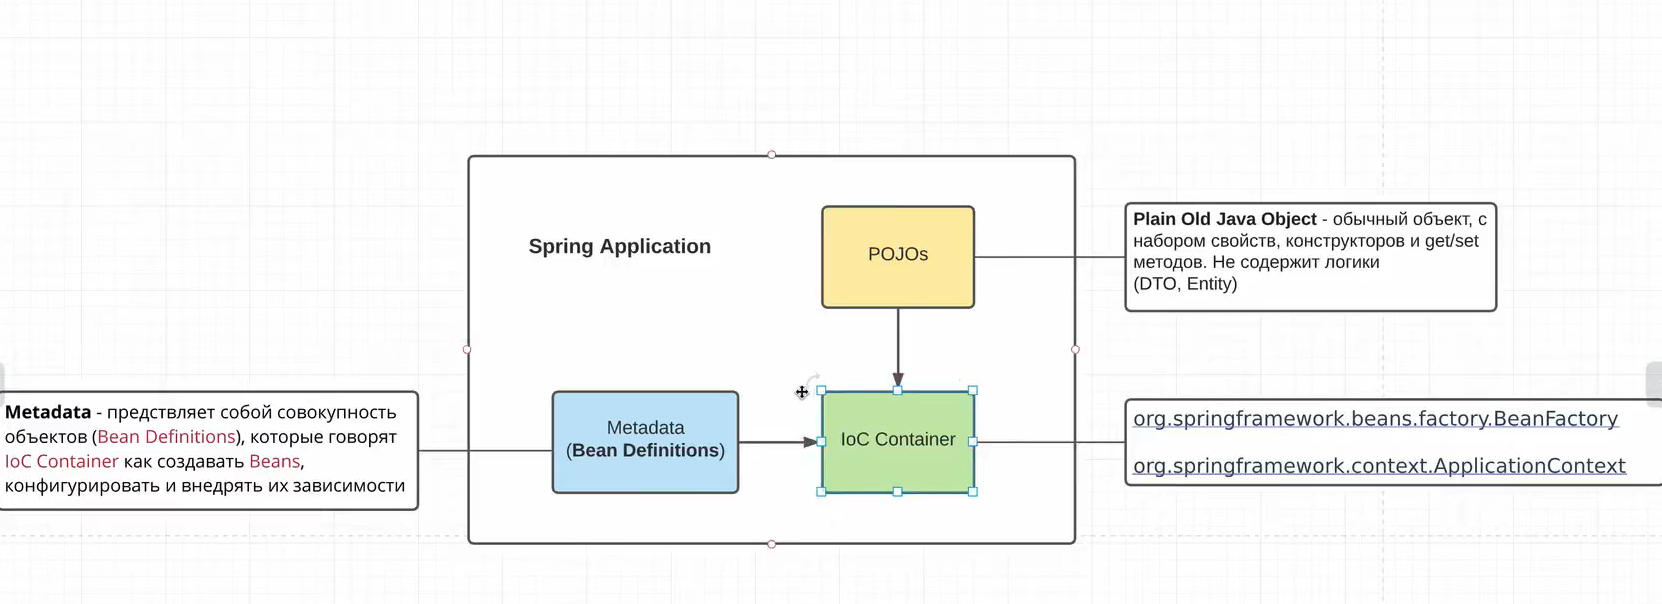 Spring Application
POJOs
Plain Old Java Object - обычный объект, с
набором свойств, конструкторов и get/set
методов. Не содержит логики
(DTO, Entity)
Metadata - предствляет собой совокупность
объектов (Bean Definitions), которые говорят
IoC Container как создавать Beans,
конфигурировать и внедрять их зависимости
Metadata
(Bean Definitions)
IoC Container
org.springframework.beans.factory.BeanFactory
org.springframework.context.ApplicationContext